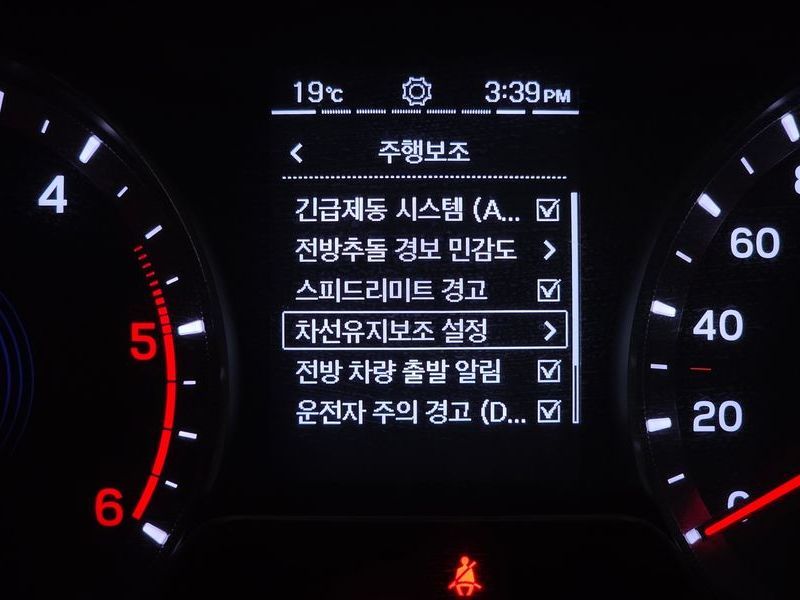 19℃ 3:39PM
주행보조
긴급제동 시스템 (A...
전방추돌 경보 민감도
스피드리미트 경고
차선유지보조 설정
전방 차량 출발 알림
운전자 주의 경고 (D...
4
5
6
60
40
20
0